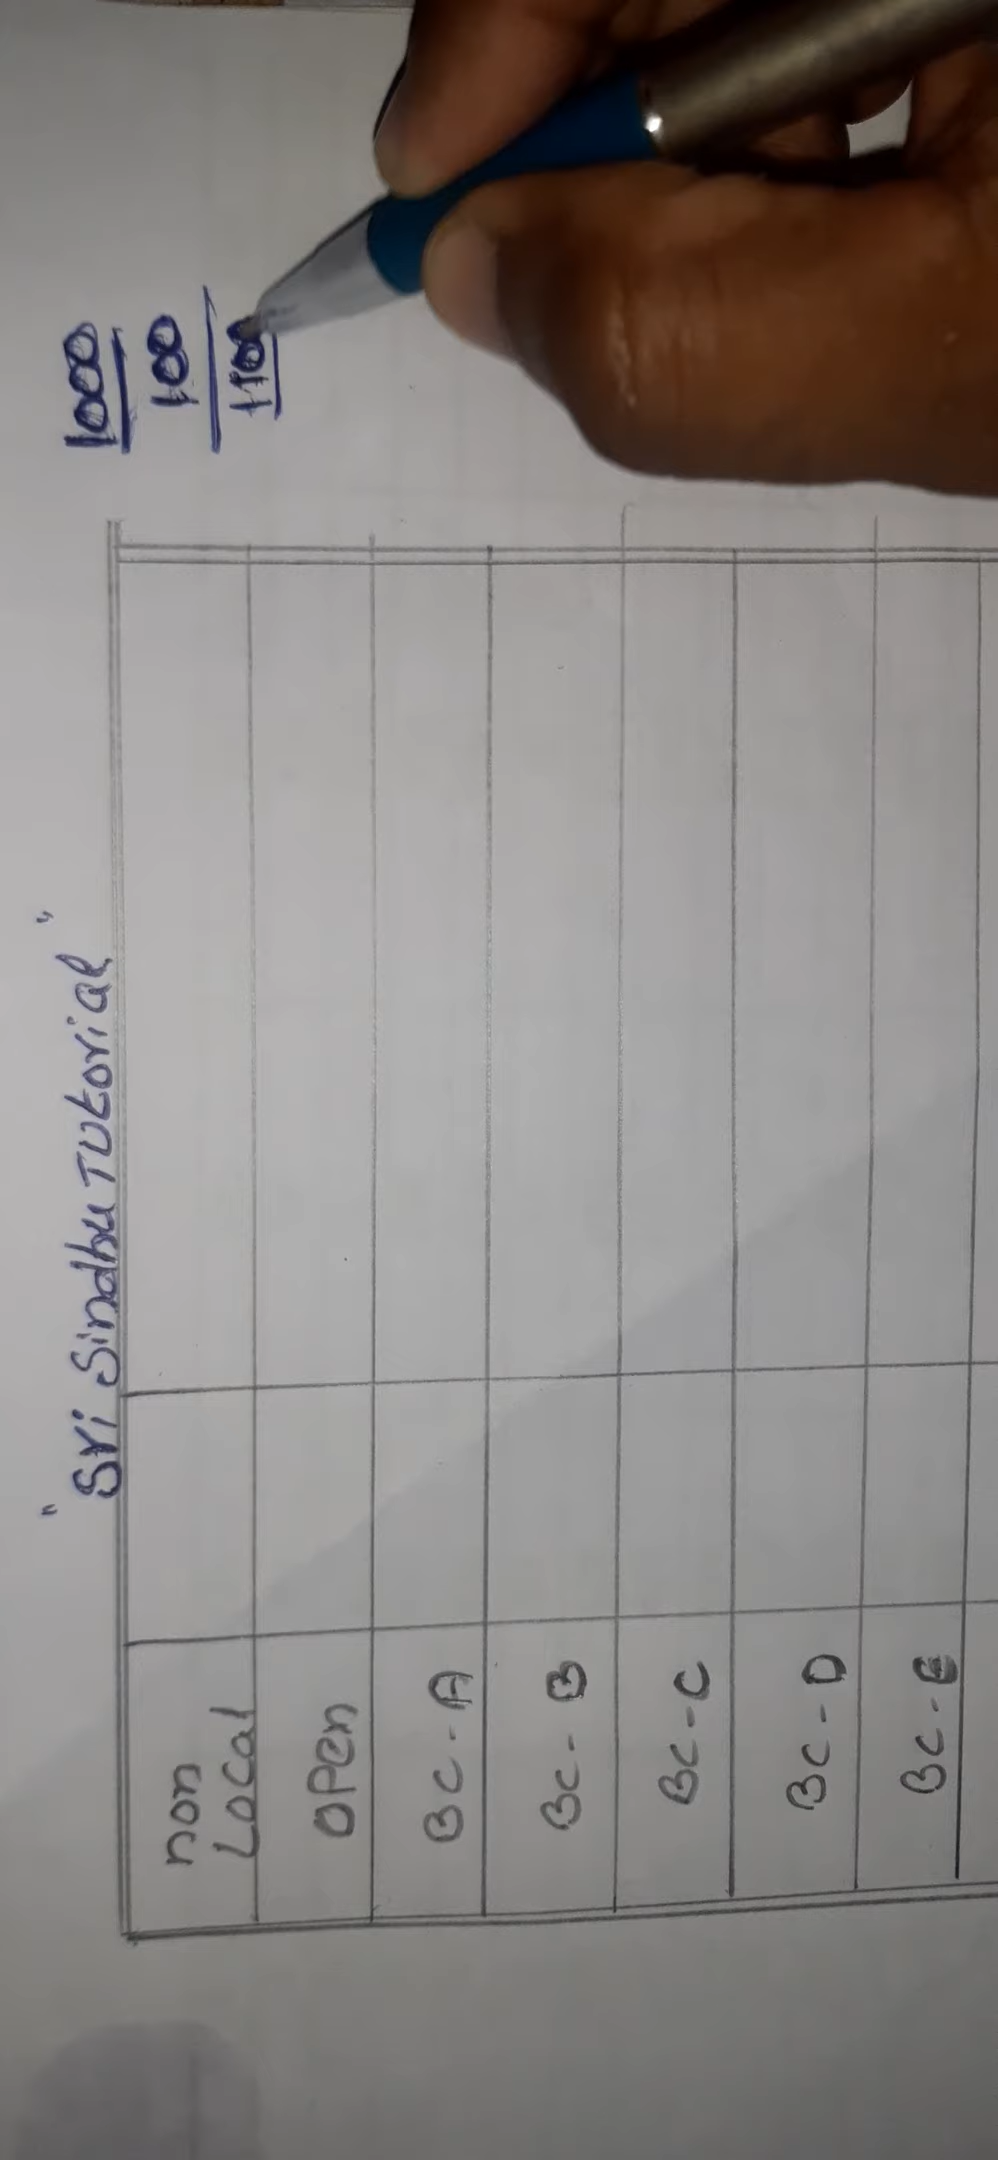 "Sri Sindhu Tutorial"
1000
100
1100
non
Local
OPen
BC-A
BC-B
BC-C
BC-D
BC-E